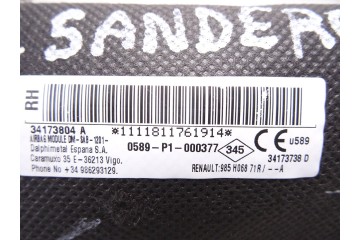 SANDER
RH
34173804 A
*1111811761914*
AIRBAG MODULE DM-SAB-1201-
Dalphimetal Espana S.A.
Caramuxo 35 E - 36213 Vigo.
Phone No + 34 986293129.
0589 - P1 - 000377
345
CE u589
34173738 D
RENAULT: 985 H068 71R / --A